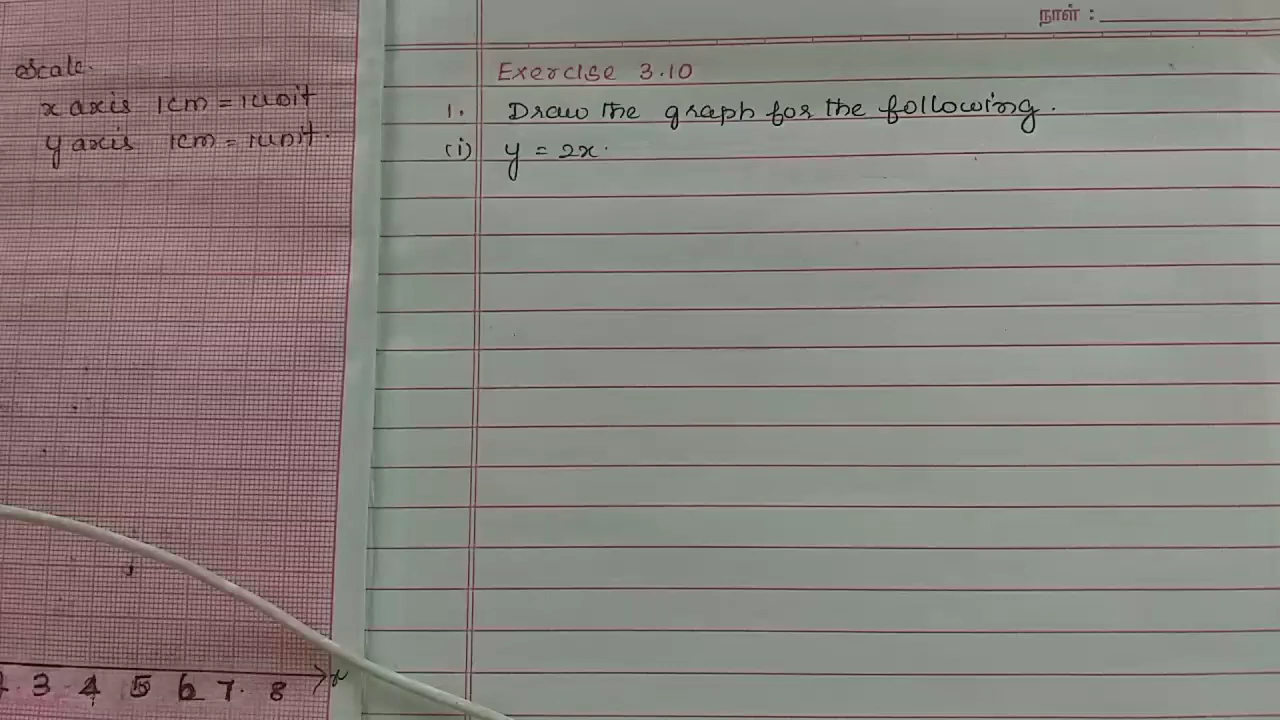 நாள் :
Scale.
x axis 1cm = 1unit
y axis 1cm = 1unit.
3 4 5 6 7. 8 x
Exercise 3.10
1. Draw the graph for the following.
(i) y = 2x.